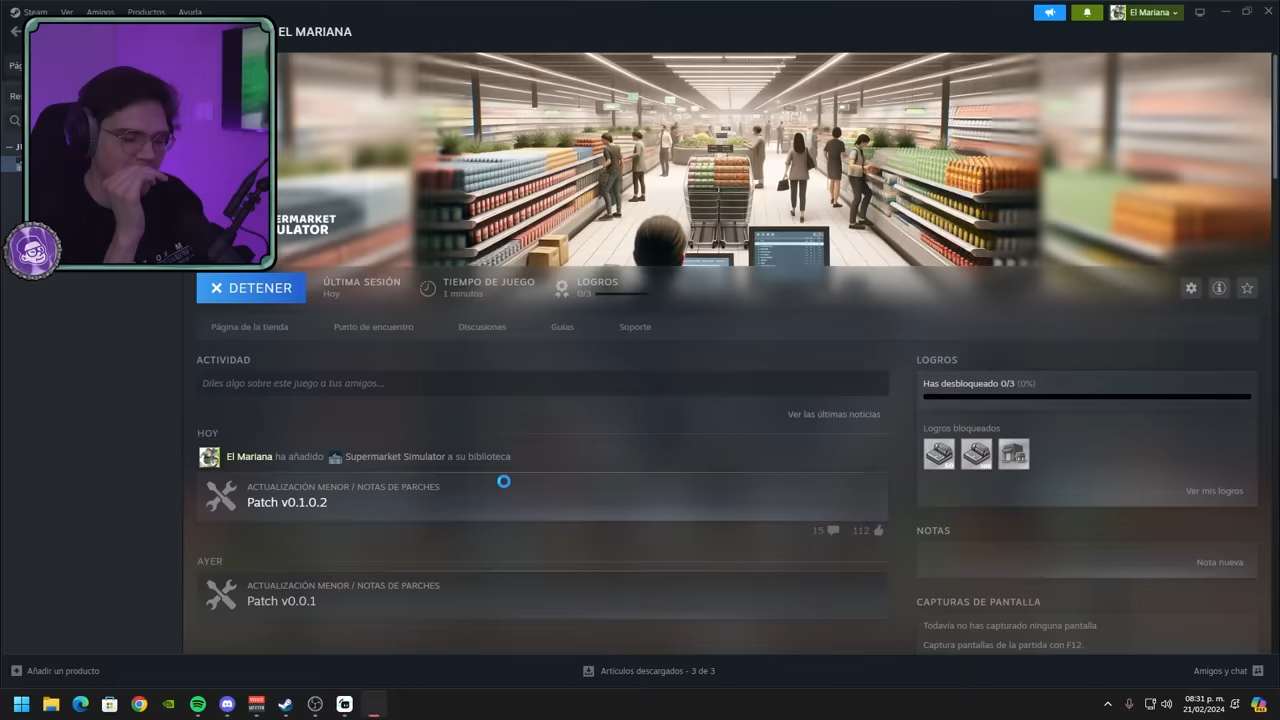 Steam Ver Amigos Productos Ayuda
El Mariana
EL MARIANA
DETENER
ÚLTIMA SESIÓN
Hoy
TIEMPO DE JUEGO
1 minutos
LOGROS
0/3
Página de la tienda
Punto de encuentro
Discusiones
Guías
Soporte
ACTIVIDAD
Diles algo sobre este juego a tus amigos...
Ver las últimas noticias
HOY
El Mariana ha añadido Supermarket Simulator a su biblioteca
ACTUALIZACIÓN MENOR / NOTAS DE PARCHES
Patch v0.1.0.2
15
112
AYER
ACTUALIZACIÓN MENOR / NOTAS DE PARCHES
Patch v0.0.1
LOGROS
Has desbloqueado 0/3 (0%)
Logros bloqueados
Ver mis logros
NOTAS
Nota nueva
CAPTURAS DE PANTALLA
Todavía no has capturado ninguna pantalla
Captura pantallas de la partida con F12.
Añadir un producto
Artículos descargados - 3 de 3
Amigos y chat
08:31 p. m.
21/02/2024